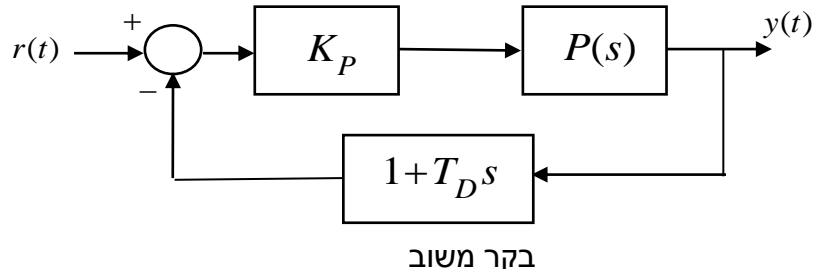 r(t)
+
−
K_P
P(s)
y(t)
1+T_D s
בקר משוב